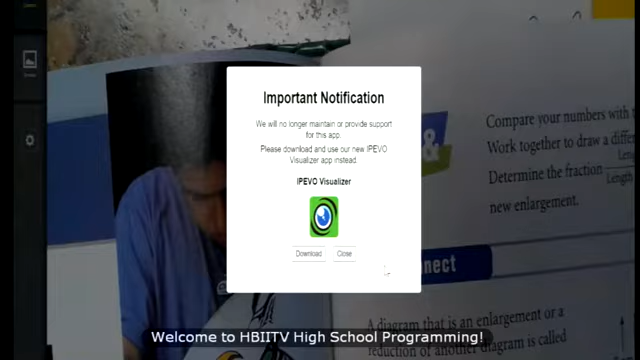 Important Notification
We will no longer maintain or provide support
for this app.
Please download and use our new IPEVO
Visualizer app instead.
IPEVO Visualizer
Download Close
&
Compare your numbers with
Work together to draw a
Determine the fraction
Length
new enlargement.
nnect
A diagram that is an enlargement or a
reduction of another diagram is called
Welcome to HBIITV High School Programming!